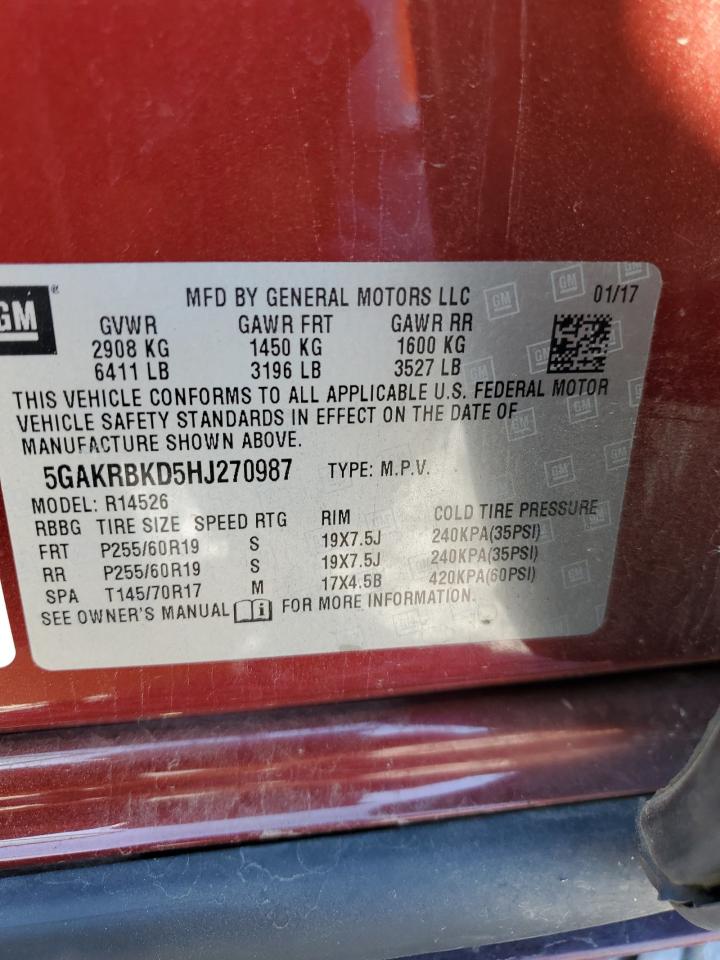 GM®
MFD BY GENERAL MOTORS LLC 01/17
GVWR GAWR FRT GAWR RR
2908 KG 1450 KG 1600 KG
6411 LB 3196 LB 3527 LB
THIS VEHICLE CONFORMS TO ALL APPLICABLE U.S. FEDERAL MOTOR
VEHICLE SAFETY STANDARDS IN EFFECT ON THE DATE OF
MANUFACTURE SHOWN ABOVE.
5GAKRBKD5HJ270987 TYPE: M.P.V.
MODEL: R14526
RBBG TIRE SIZE SPEED RTG RIM COLD TIRE PRESSURE
FRT P255/60R19 S 19X7.5J 240KPA(35PSI)
RR P255/60R19 S 19X7.5J 240KPA(35PSI)
SPA T145/70R17 M 17X4.5B 420KPA(60PSI)
SEE OWNER'S MANUAL FOR MORE INFORMATION.